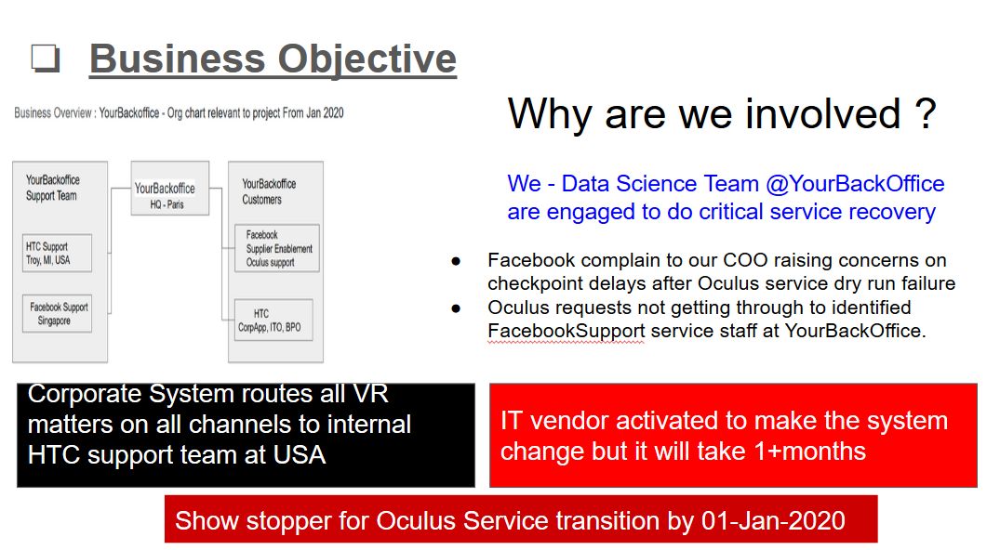 Business Objective
Business Overview : YourBackoffice - Org chart relevant to project From Jan 2020
YourBackoffice
Support Team
HTC Support
Troy, MI, USA
Facebook Support
Singapore
YourBackoffice
HQ - Paris
YourBackoffice
Customers
Facebook
Supplier Enablement
Oculus support
HTC
CorpApp, ITO, BPO
Why are we involved ?
We - Data Science Team @YourBackOffice
are engaged to do critical service recovery
● Facebook complain to our COO raising concerns on
checkpoint delays after Oculus service dry run failure
● Oculus requests not getting through to identified
FacebookSupport service staff at YourBackOffice.
Corporate System routes all VR
matters on all channels to internal
HTC support team at USA
IT vendor activated to make the system
change but it will take 1+months
Show stopper for Oculus Service transition by 01-Jan-2020